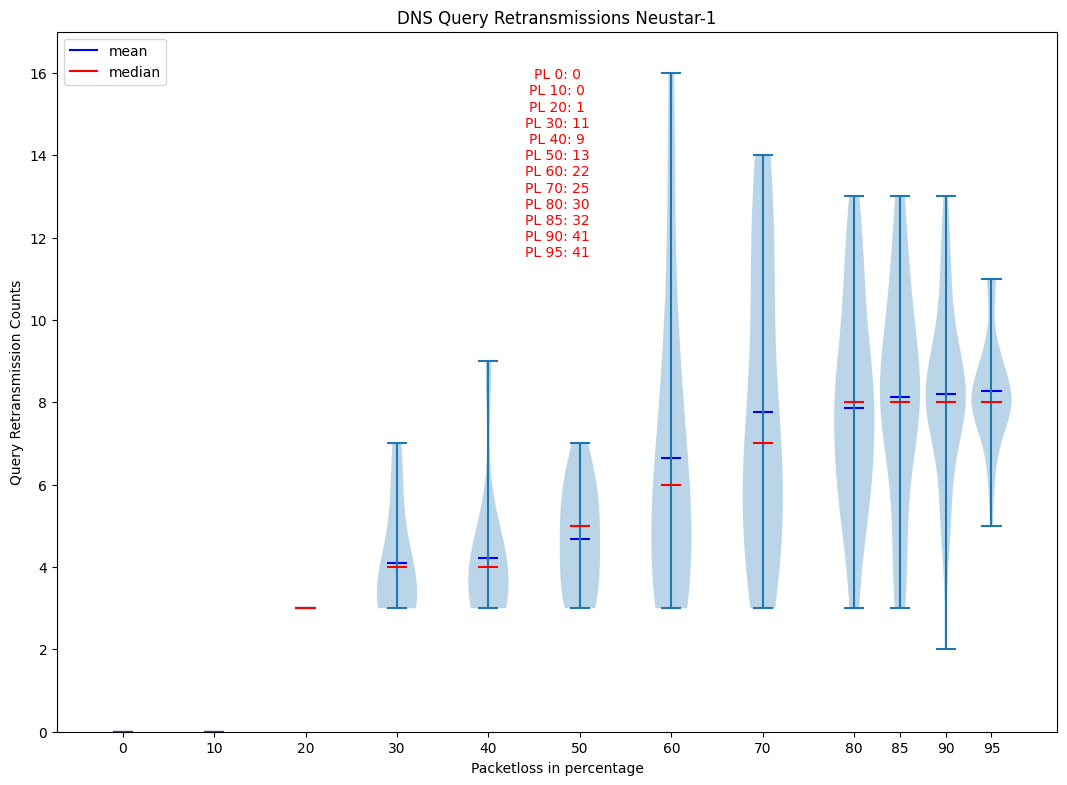 DNS Query Retransmissions Neustar-1
mean
median
PL 0: 0
PL 10: 0
PL 20: 1
PL 30: 11
PL 40: 9
PL 50: 13
PL 60: 22
PL 70: 25
PL 80: 30
PL 85: 32
PL 90: 41
PL 95: 41
Query Retransmission Counts
16
14
12
10
8
6
4
2
0
0 10 20 30 40 50 60 70 80 85 90 95
Packetloss in percentage